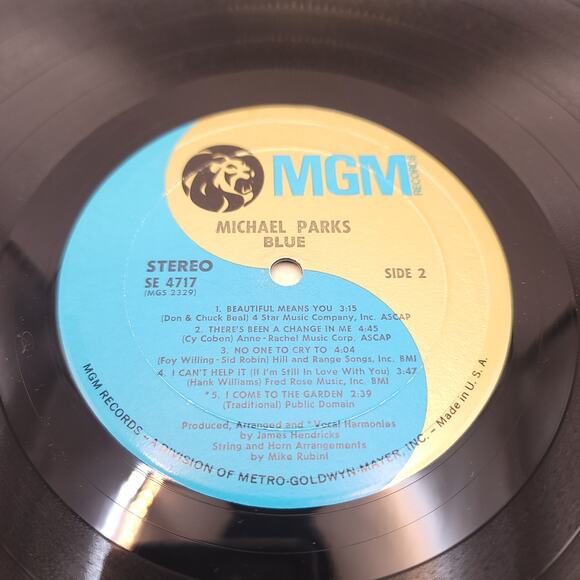 MGM
RECORDS
MICHAEL PARKS
BLUE
STEREO
SE 4717
(MGS 2329)
SIDE 2
1. BEAUTIFUL MEANS YOU 3:15
(Don & Chuck Beal) 4 Star Music Company, Inc. ASCAP
2. THERE'S BEEN A CHANGE IN ME 4:45
(Cy Coben) Anne-Rachel Music Corp. ASCAP
3. NO ONE TO CRY TO 4:04
(Foy Willing-Sid Robin) Hill and Range Songs, Inc. BMI
4. I CAN'T HELP IT (If I'm Still In Love With You) 3:47
(Hank Williams) Fred Rose Music, Inc. BMI
*5. I COME TO THE GARDEN 2:39
(Traditional) Public Domain
Produced, Arranged and *Vocal Harmonies
by James Hendricks
String and Horn Arrangements
by Mike Rubini
MGM RECORDS - A DIVISION OF METRO-GOLDWYN-MAYER, INC. - Made in U.S.A.